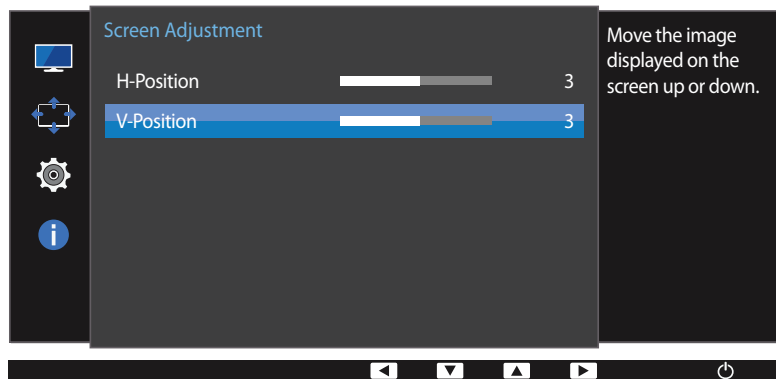 Screen Adjustment
H-Position 3
V-Position 3
Move the image
displayed on the
screen up or down.
i